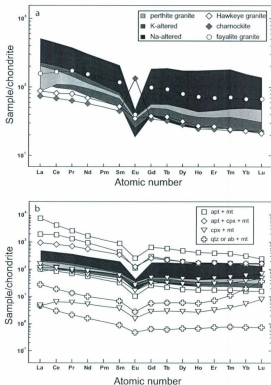 a
perthite granite
K-altered
Na-altered
Hawkeye granite
charnockite
fayalite granite
Sample/chondrite
10³
10²
10¹
La Ce Pr Nd Pm Sm Eu Gd Tb Dy Ho Er Tm Yb Lu
Atomic number
b
apt + mt
apt + cpx + mt
cpx + mt
qtz or ab + mt
Sample/chondrite
La Ce Pr Nd Pm Sm Eu Gd Tb Dy Ho Er Tm Yb Lu
Atomic number